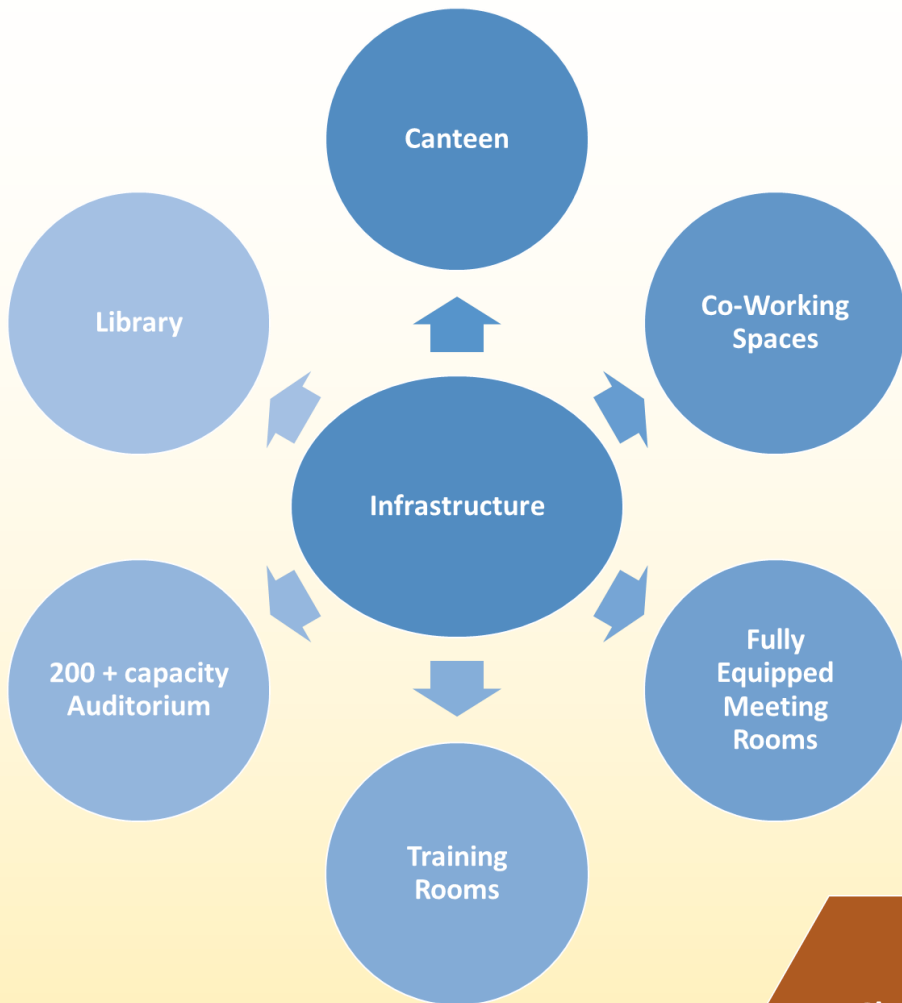 Canteen
Co-Working
Spaces
Fully
Equipped
Meeting
Rooms
Training
Rooms
200 + capacity
Auditorium
Library
Infrastructure